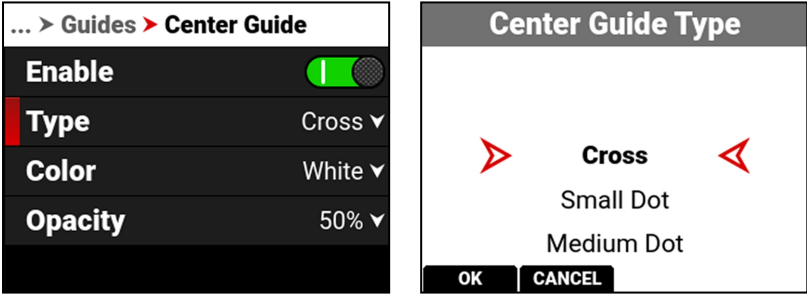 ... > Guides > Center Guide
Enable
Type Cross
Color White
Opacity 50%
Center Guide Type
Cross
Small Dot
Medium Dot
OK CANCEL